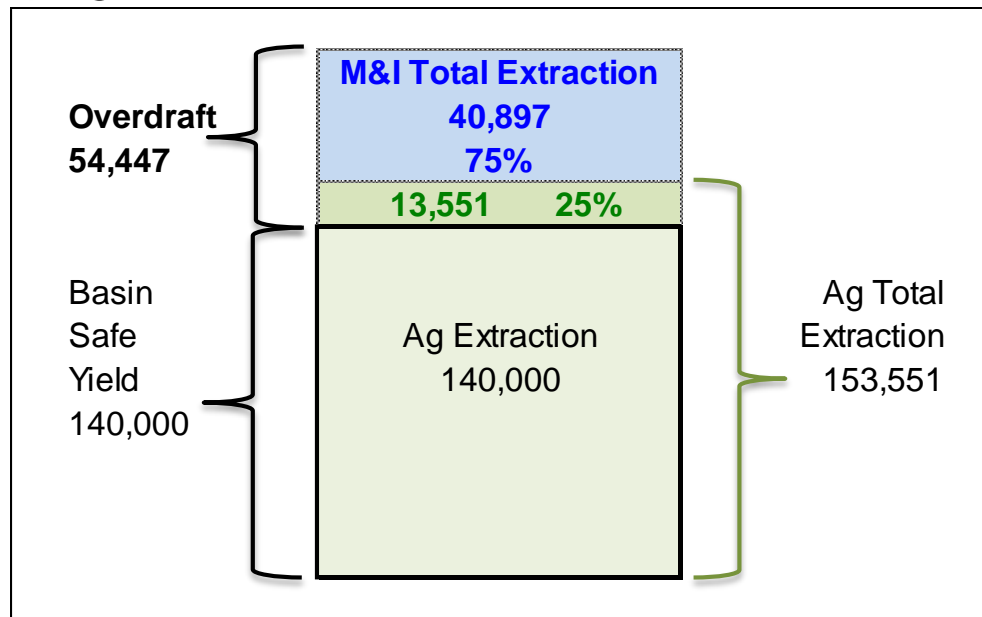 M&I Total Extraction
40,897
75%
Overdraft
54,447
13,551 25%
Basin
Safe
Yield
140,000
Ag Extraction
140,000
Ag Total
Extraction
153,551